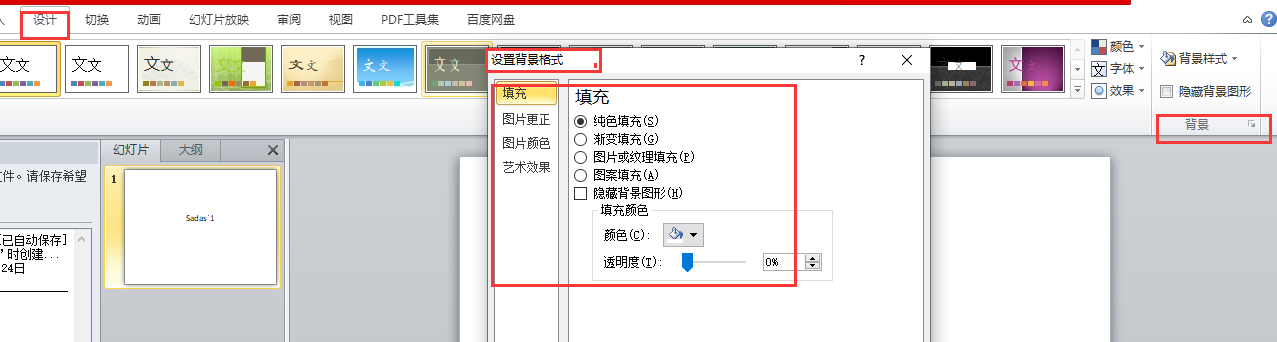 设计 切换 动画 幻灯片放映 审阅 视图 PDF工具集 百度网盘
文文 文文 文文 文文 文文 文文 文文 文文
颜色
字体
效果
背景样式
隐藏背景图形
背景
设置背景格式
填充
图片更正
图片颜色
艺术效果
填充
纯色填充(S)
渐变填充(G)
图片或纹理填充(P)
图案填充(A)
隐藏背景图形(H)
填充颜色
颜色(C):
透明度(T): 0%
幻灯片 大纲
1
Sadas`1
文件。请保存希望
[已自动保存]
时创建...
24日